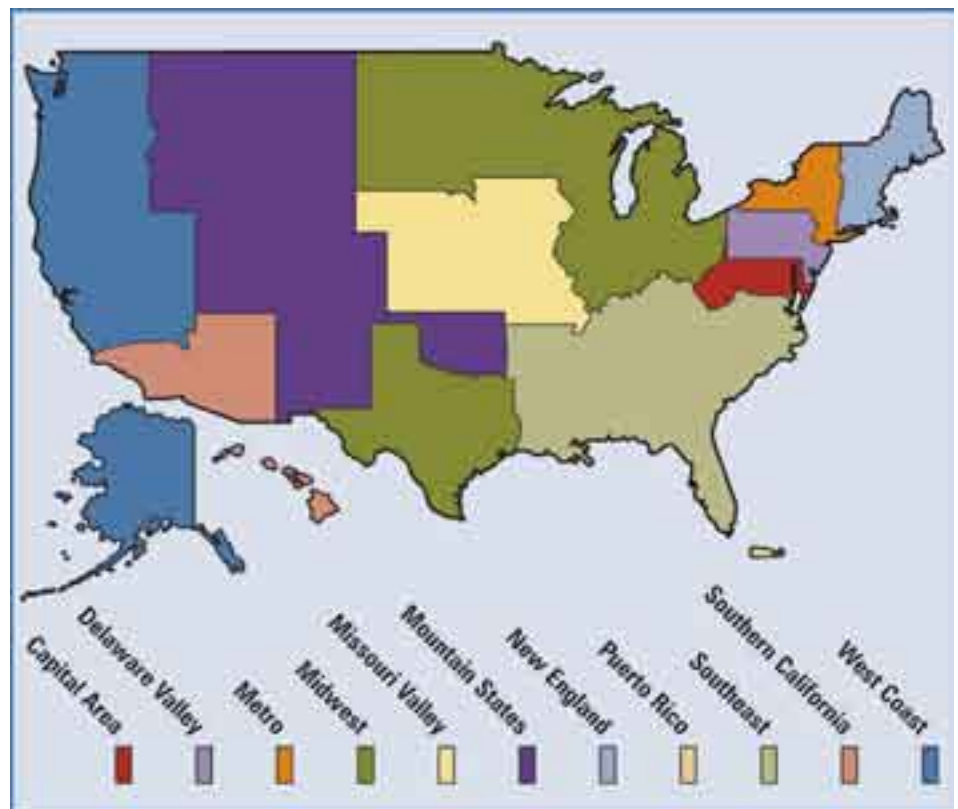 Capital Area
Delaware Valley
Metro
Midwest
Missouri Valley
Mountain States
New England
Puerto Rico
Southeast
Southern California
West Coast